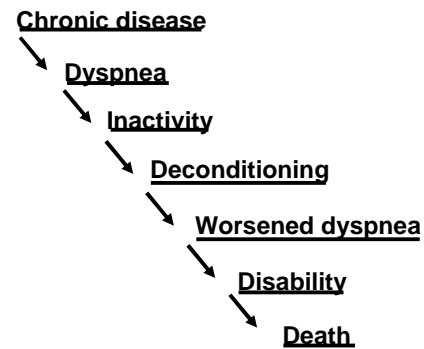 Chronic disease
Dyspnea
Inactivity
Deconditioning
Worsened dyspnea
Disability
Death